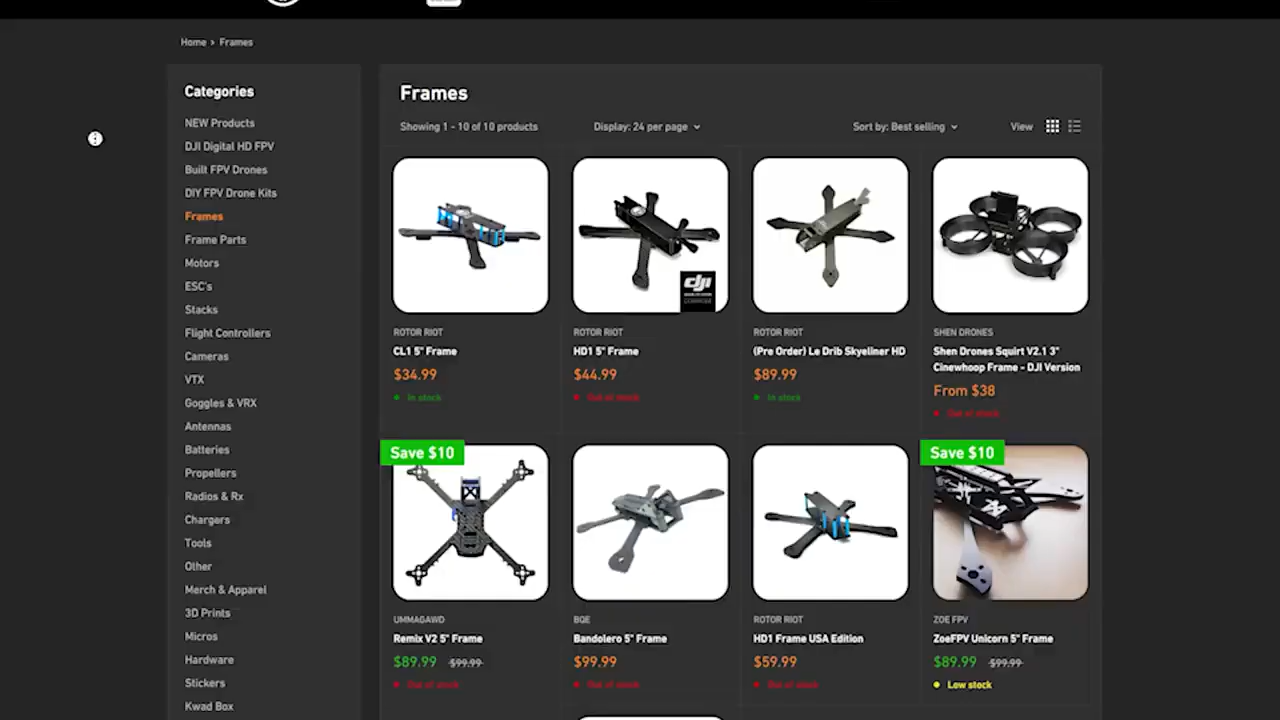 Home › Frames
Categories
NEW Products
DJI Digital HD FPV
Built FPV Drones
DIY FPV Drone Kits
Frames
Frame Parts
Motors
ESC's
Stacks
Flight Controllers
Cameras
VTX
Goggles & VRX
Antennas
Batteries
Propellers
Radios & Rx
Chargers
Tools
Other
Merch & Apparel
3D Prints
Micros
Hardware
Stickers
Kwad Box
Frames
Showing 1 - 10 of 10 products
Display: 24 per page
Sort by: Best selling
View
dji
ROTOR RIOT
CL1 5" Frame
$34.99
In stock
ROTOR RIOT
HD1 5" Frame
$44.99
Out of stock
ROTOR RIOT
(Pre Order) Le Drib Skyeliner HD
$89.99
In stock
SHEN DRONES
Shen Drones Squirt V2.1 3"
Cinewhoop Frame - DJI Version
From $38
Out of stock
Save $10
UMMAGAWD
Remix V2 5" Frame
$89.99 $99.99
Out of stock
BQE
Bandolero 5" Frame
$99.99
Out of stock
ROTOR RIOT
HD1 Frame USA Edition
$59.99
Out of stock
Save $10
ZOE FPV
ZoeFPV Unicorn 5" Frame
$89.99 $99.99
Low stock